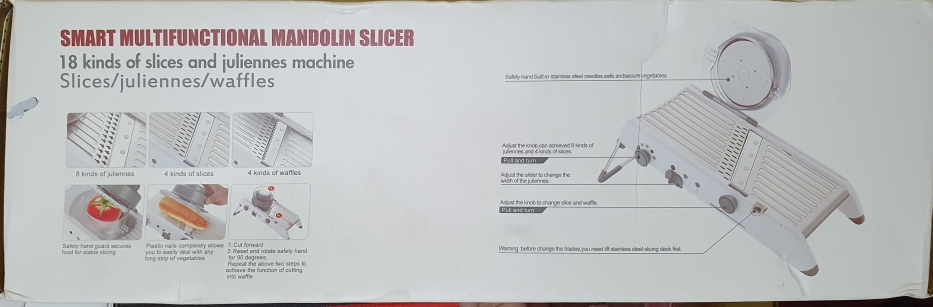 SMART MULTIFUNCTIONAL MANDOLIN SLICER
18 kinds of slices and juliennes machine
Slices/juliennes/waffles
8 kinds of juliennes
4 kinds of slices
4 kinds of waffles
Safety hand guard secures
food for stable slicing
Plastic nails completely allows
you to easily deal with any
long strip of vegetables
1. Cut forward
2. Reset and rotate safely hand
for 90 degrees,
Repeat the above two steps to
achieve the function of cutting
into waffle
Safety hand built-in stainless steel needles,safe andsecure vegetables
Adjust the knob,can achieved 8 kinds of
juliennes and 4 kinds of slices.
Pull and turn
Adjust the slider to change the
width of the juliennes.
Adjust the knob to change slice and waffle.
Pull and turn
Warning: before change the blades,you need lift stainless steel slicing deck first.